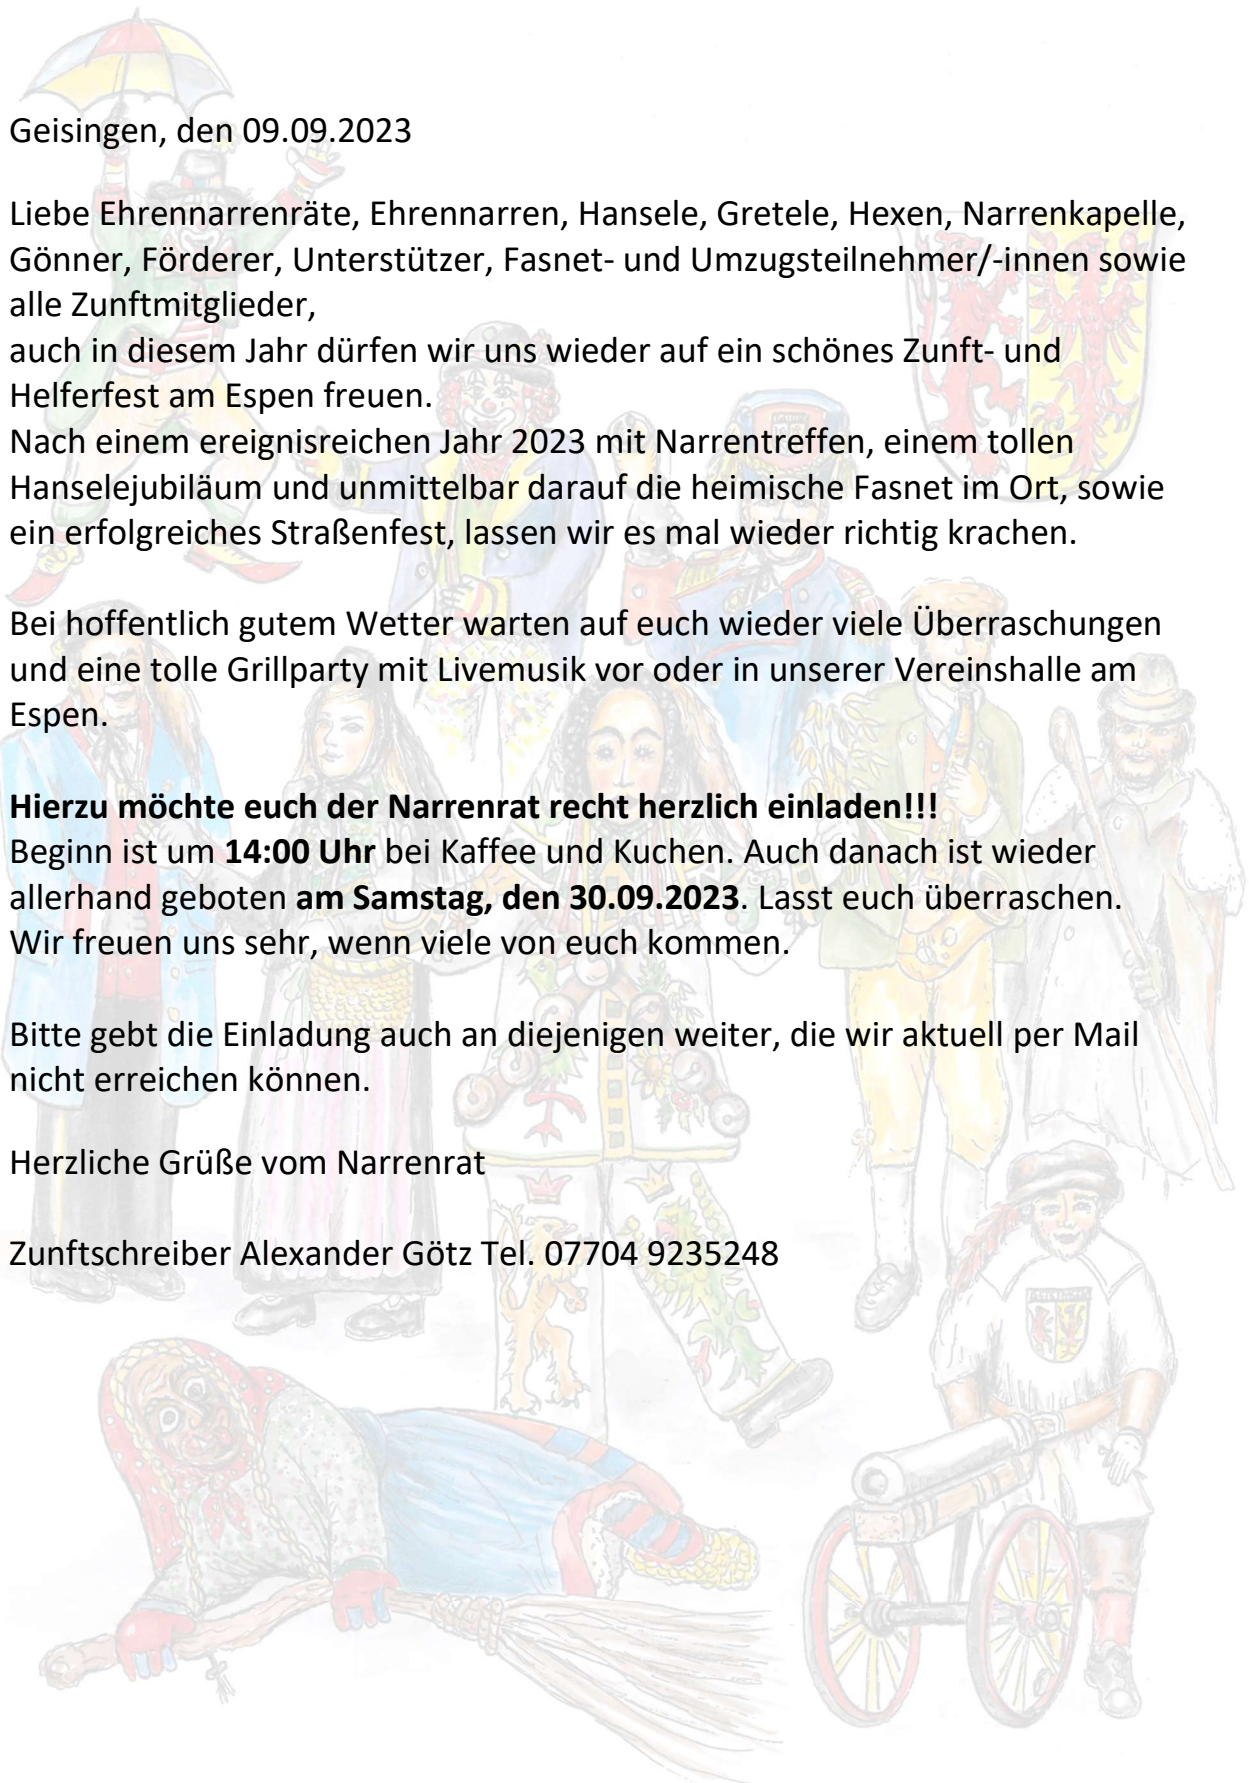 Geisingen, den 09.09.2023
Liebe Ehrennarrenräte, Ehrennarren, Hansele, Gretele, Hexen, Narrenkapelle,
Gönner, Förderer, Unterstützer, Fasnet- und Umzugsteilnehmer/-innen sowie
alle Zunftmitglieder,
auch in diesem Jahr dürfen wir uns wieder auf ein schönes Zunft- und
Helferfest am Espen freuen.
Nach einem ereignisreichen Jahr 2023 mit Narrentreffen, einem tollen
Hanselejubiläum und unmittelbar darauf die heimische Fasnet im Ort, sowie
ein erfolgreiches Straßenfest, lassen wir es mal wieder richtig krachen.
Bei hoffentlich gutem Wetter warten auf euch wieder viele Überraschungen
und eine tolle Grillparty mit Livemusik vor oder in unserer Vereinshalle am
Espen.
Hierzu möchte euch der Narrenrat recht herzlich einladen!!!
Beginn ist um 14:00 Uhr bei Kaffee und Kuchen. Auch danach ist wieder
allerhand geboten am Samstag, den 30.09.2023. Lasst euch überraschen.
Wir freuen uns sehr, wenn viele von euch kommen.
Bitte gebt die Einladung auch an diejenigen weiter, die wir aktuell per Mail
nicht erreichen können.
Herzliche Grüße vom Narrenrat
Zunftschreiber Alexander Götz Tel. 07704 9235248